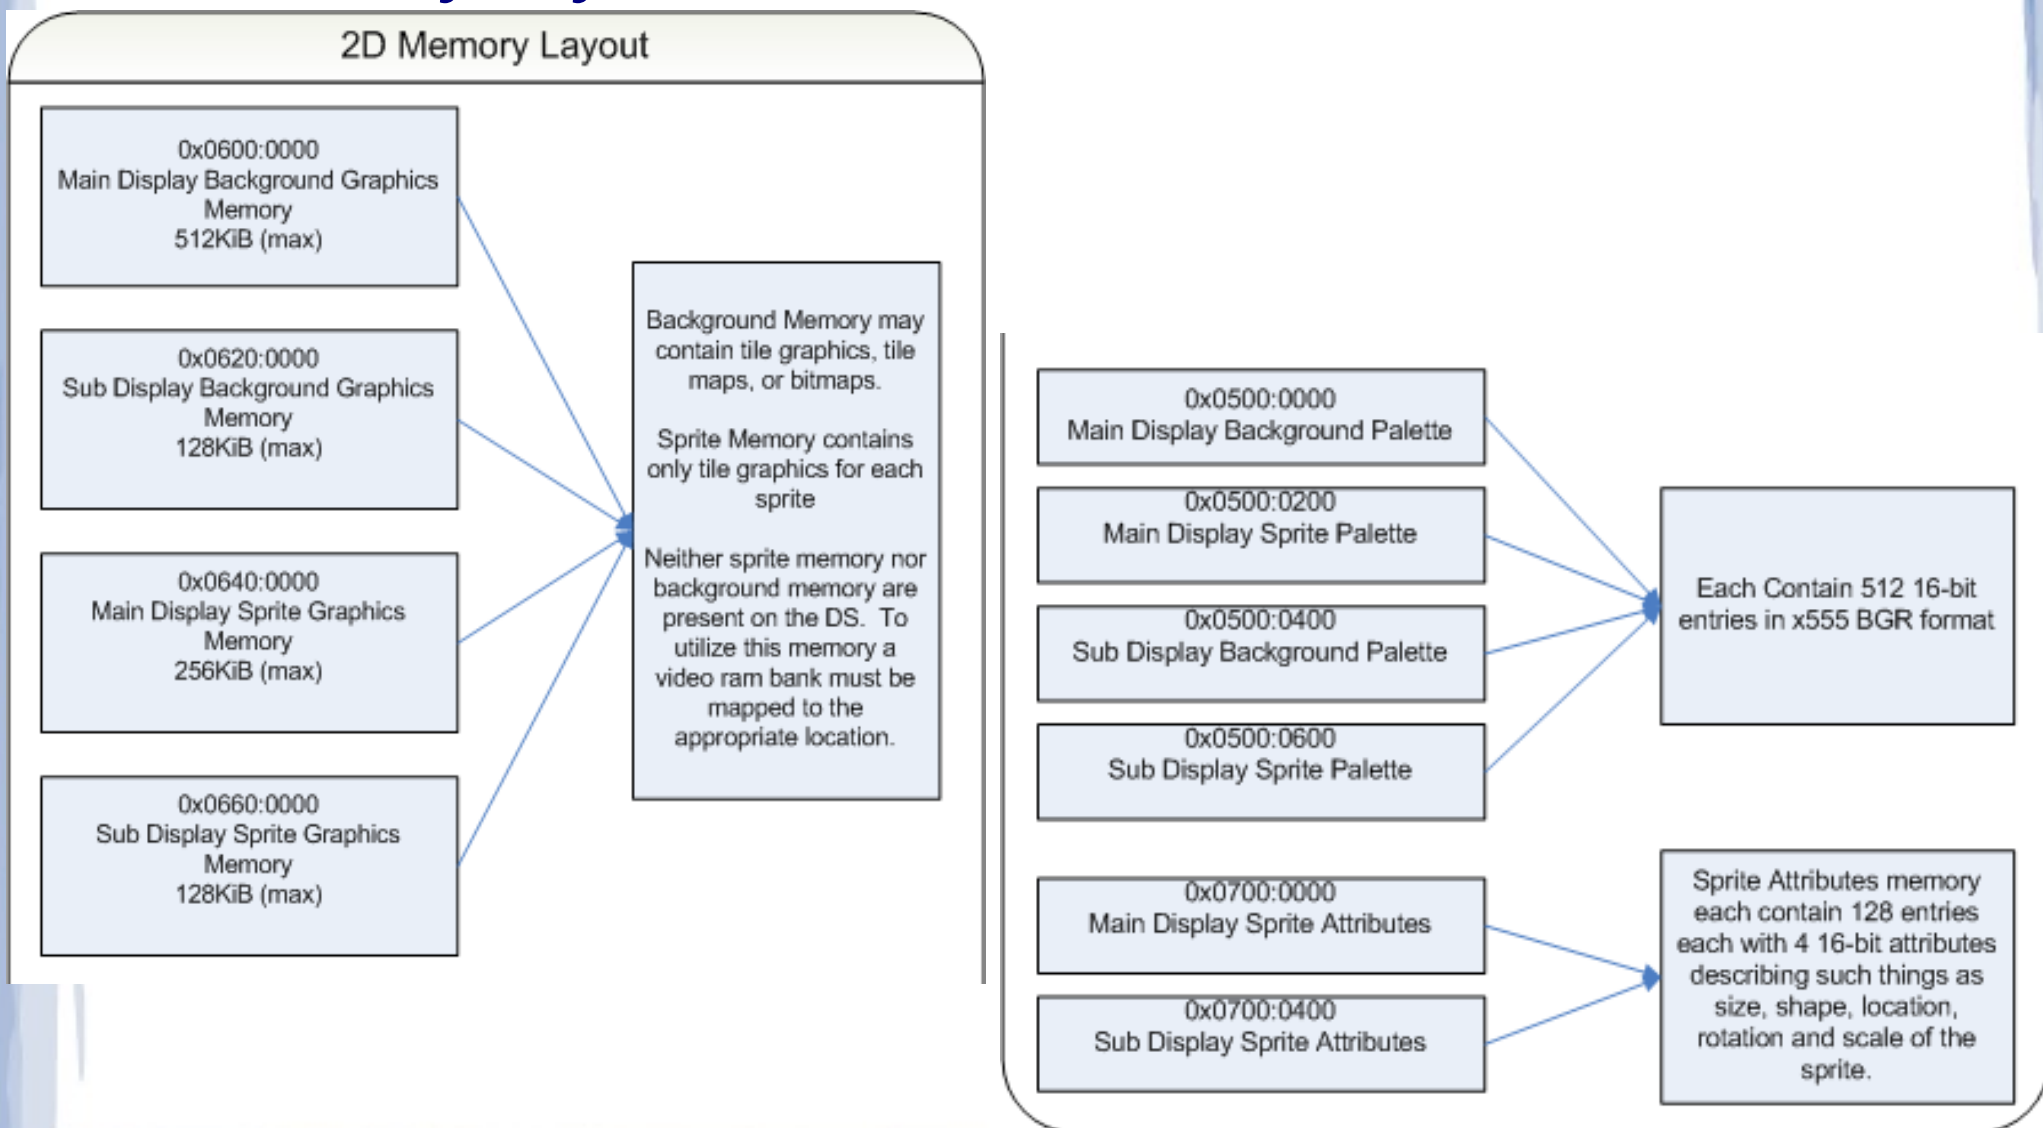 2D Memory Layout
0x0600:0000
Main Display Background Graphics
Memory
512KiB (max)
0x0620:0000
Sub Display Background Graphics
Memory
128KiB (max)
0x0640:0000
Main Display Sprite Graphics
Memory
256KiB (max)
0x0660:0000
Sub Display Sprite Graphics
Memory
128KiB (max)
Background Memory may
contain tile graphics, tile
maps, or bitmaps.
Sprite Memory contains
only tile graphics for each
sprite
Neither sprite memory nor
background memory are
present on the DS. To
utilize this memory a
video ram bank must be
mapped to the
appropriate location.
0x0500:0000
Main Display Background Palette
0x0500:0200
Main Display Sprite Palette
0x0500:0400
Sub Display Background Palette
0x0500:0600
Sub Display Sprite Palette
Each Contain 512 16-bit
entries in x555 BGR format
0x0700:0000
Main Display Sprite Attributes
0x0700:0400
Sub Display Sprite Attributes
Sprite Attributes memory
each contain 128 entries
each with 4 16-bit attributes
describing such things as
size, shape, location,
rotation and scale of the
sprite.